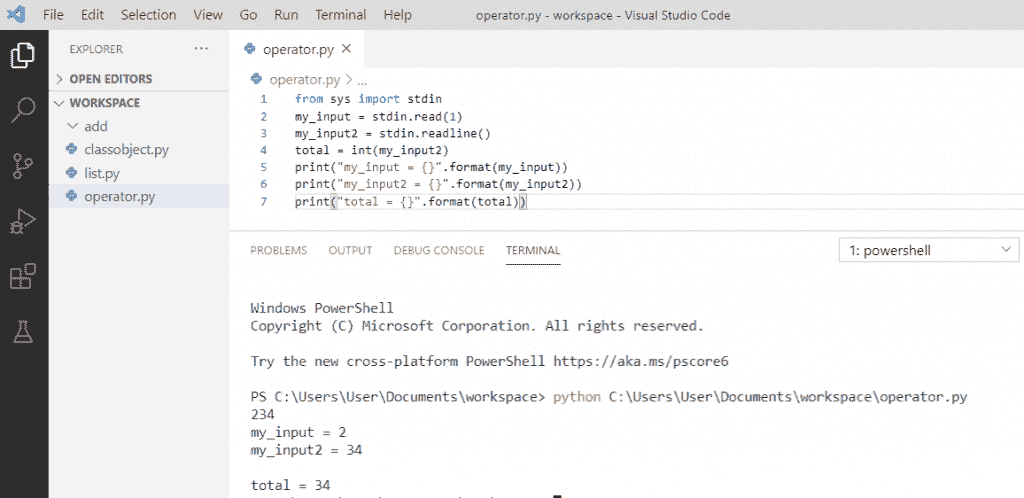 File Edit Selection View Go Run Terminal Help operator.py - workspace - Visual Studio Code
EXPLORER ...
OPEN EDITORS
WORKSPACE
add
classobject.py
list.py
operator.py
operator.py
operator.py > ...
1 from sys import stdin
2 my_input = stdin.read(1)
3 my_input2 = stdin.readline()
4 total = int(my_input2)
5 print("my_input = {}".format(my_input))
6 print("my_input2 = {}".format(my_input2))
7 print("total = {}".format(total))
PROBLEMS OUTPUT DEBUG CONSOLE TERMINAL 1: powershell
Windows PowerShell
Copyright (C) Microsoft Corporation. All rights reserved.
Try the new cross-platform PowerShell https://aka.ms/pscore6
PS C:\Users\User\Documents\workspace> python C:\Users\User\Documents\workspace\operator.py
234
my_input = 2
my_input2 = 34
total = 34